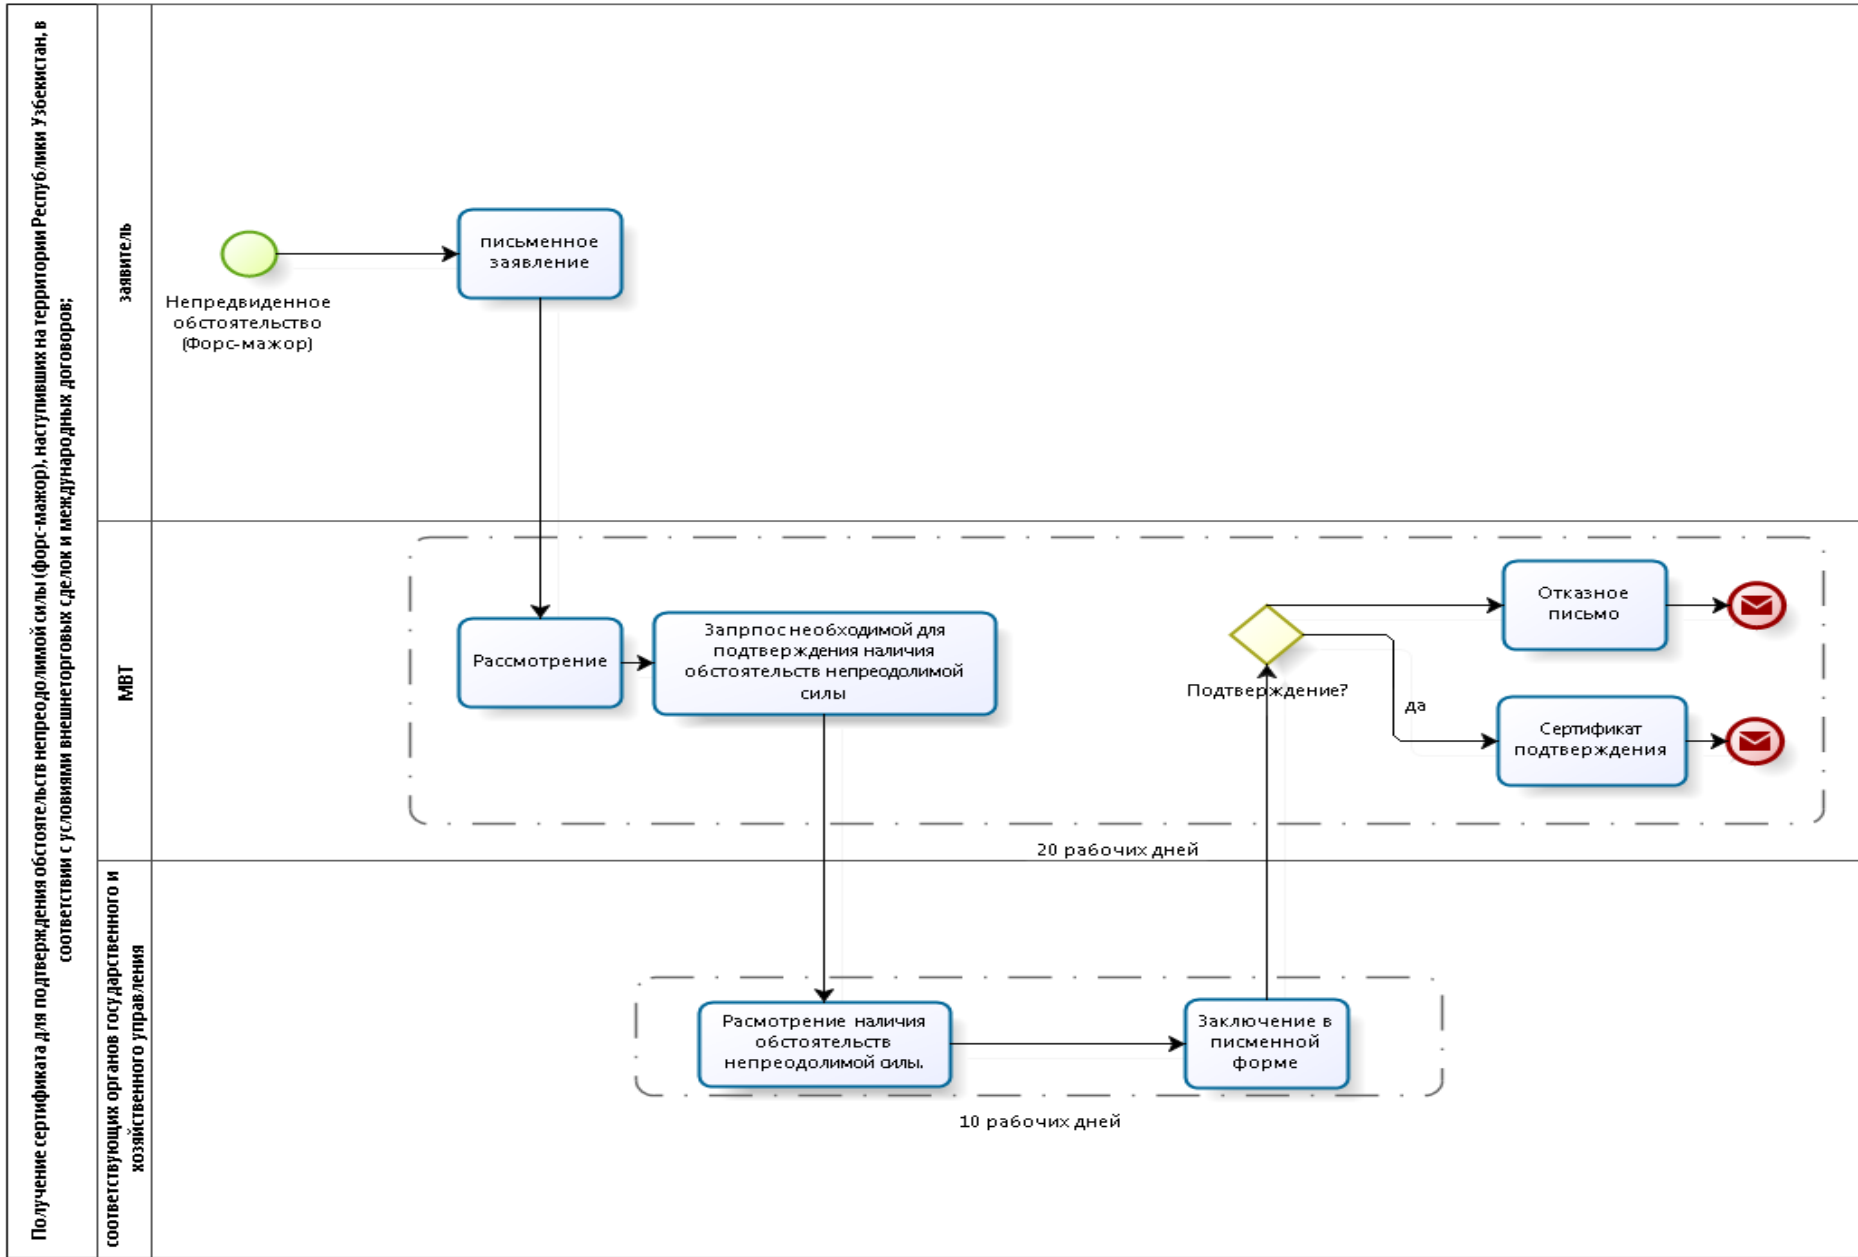 Получение сертификата для подтверждения обстоятельств непреодолимой силы (форс-мажор), наступивших на территории Республики Узбекистан, в
соответствии с условиями внешнеторговых сделок и международных договоров;
заявитель
Непредвиденное
обстоятельство
(Форс-мажор)
письменное
заявление
МВТ
Рассмотрение
Запрпос необходимой для
подтверждения наличия
обстоятельств непреодолимой
силы
Подтверждение?
да
Отказное
письмо
Сертификат
подтверждения
20 рабочих дней
соответствующих органов государственного и
хозяйственного управления
Расмотрение наличия
обстоятельств
непреодолимой силы.
Заключение в
писменной
форме
10 рабочих дней